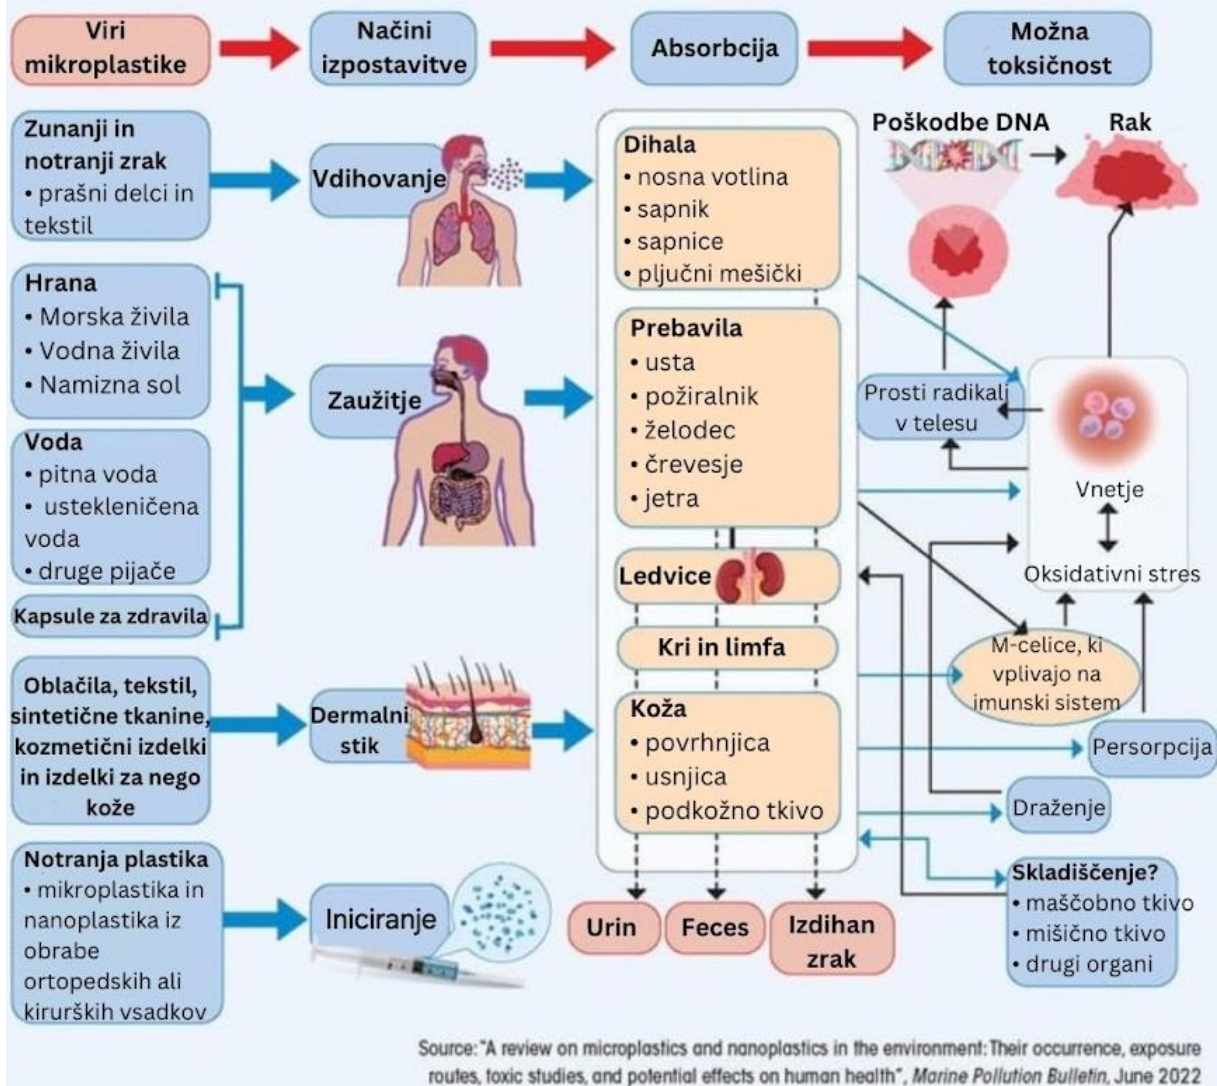 Viri
mikroplastike
Načini
izpostavitve
Absorbcija
Možna
toksičnost
Zunanji in
notranji zrak
• prašni delci in
tekstil
Vdihovanje
Dihala
• nosna votlina
• sapnik
• sapnice
• pljučni mešički
Poškodbe DNA
Rak
Hrana
• Morska živila
• Vodna živila
• Namizna sol
Zaužitje
Prebavila
• usta
• požiralnik
• želodec
• črevesje
• jetra
Prosti radikali
v telesu
Vnetje
Oksidativni stres
Voda
• pitna voda
• ustekleničena
voda
• druge pijače
Kapsule za zdravila
Ledvice
Kri in limfa
M-celice, ki
vplivajo na
imunski sistem
Oblačila, tekstil,
sintetične tkanine,
kozmetični izdelki
in izdelki za nego
kože
Dermalni
stik
Koža
• povrhnjica
• usnjica
• podkožno tkivo
Persorpcija
Draženje
Notranja plastika
• mikroplastika in
nanoplastika iz
obrabe
ortopedskih ali
kirurških vsadkov
Iniciranje
Urin
Feces
Izdihan
zrak
Skladiščenje?
• maščobno tkivo
• mišično tkivo
• drugi organi
Source: "A review on microplastics and nanoplastics in the environment: Their occurrence, exposure
routes, toxic studies, and potential effects on human health", Marine Pollution Bulletin, June 2022